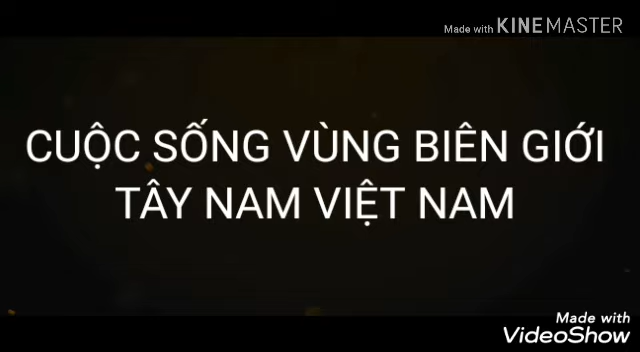 Made with KINEMASTER
CUỘC SỐNG VÙNG BIÊN GIỚI
TÂY NAM VIỆT NAM
Made with
VideoShow